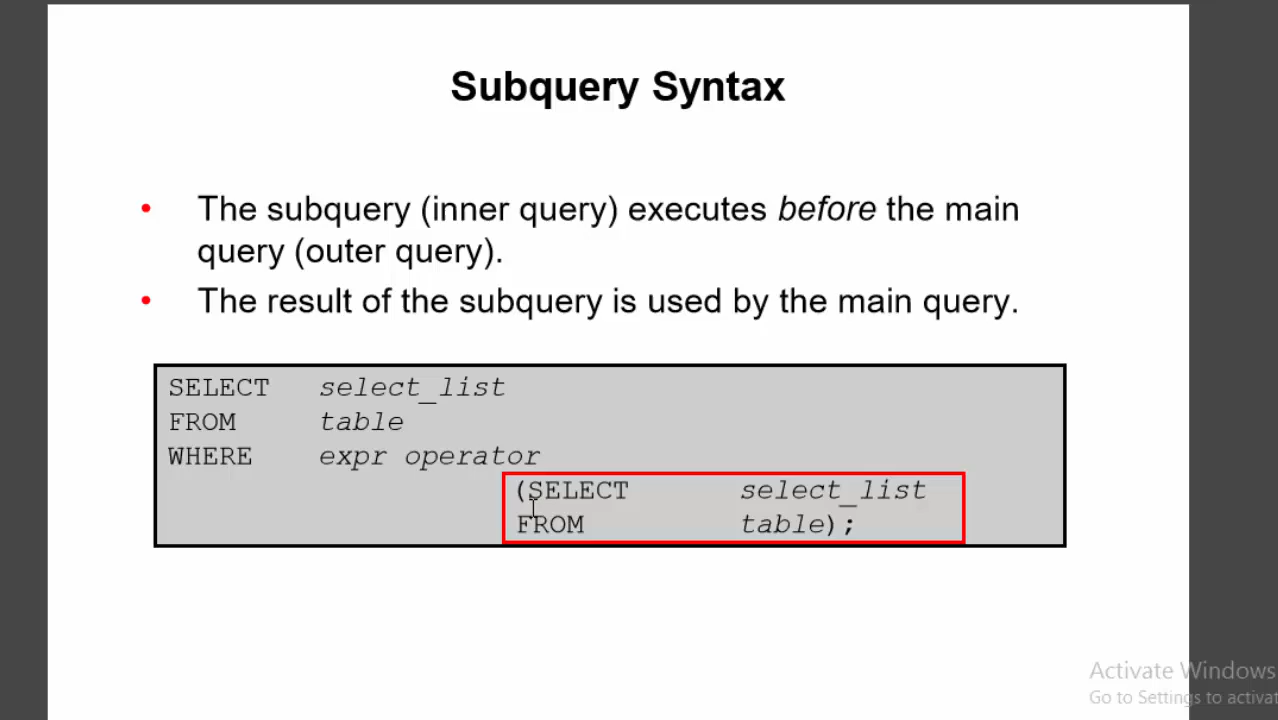 Subquery Syntax
• The subquery (inner query) executes before the main
query (outer query).
• The result of the subquery is used by the main query.
SELECT select_list
FROM table
WHERE expr operator
(SELECT select_list
FROM table);
Activate Windows
Go to Settings to activat